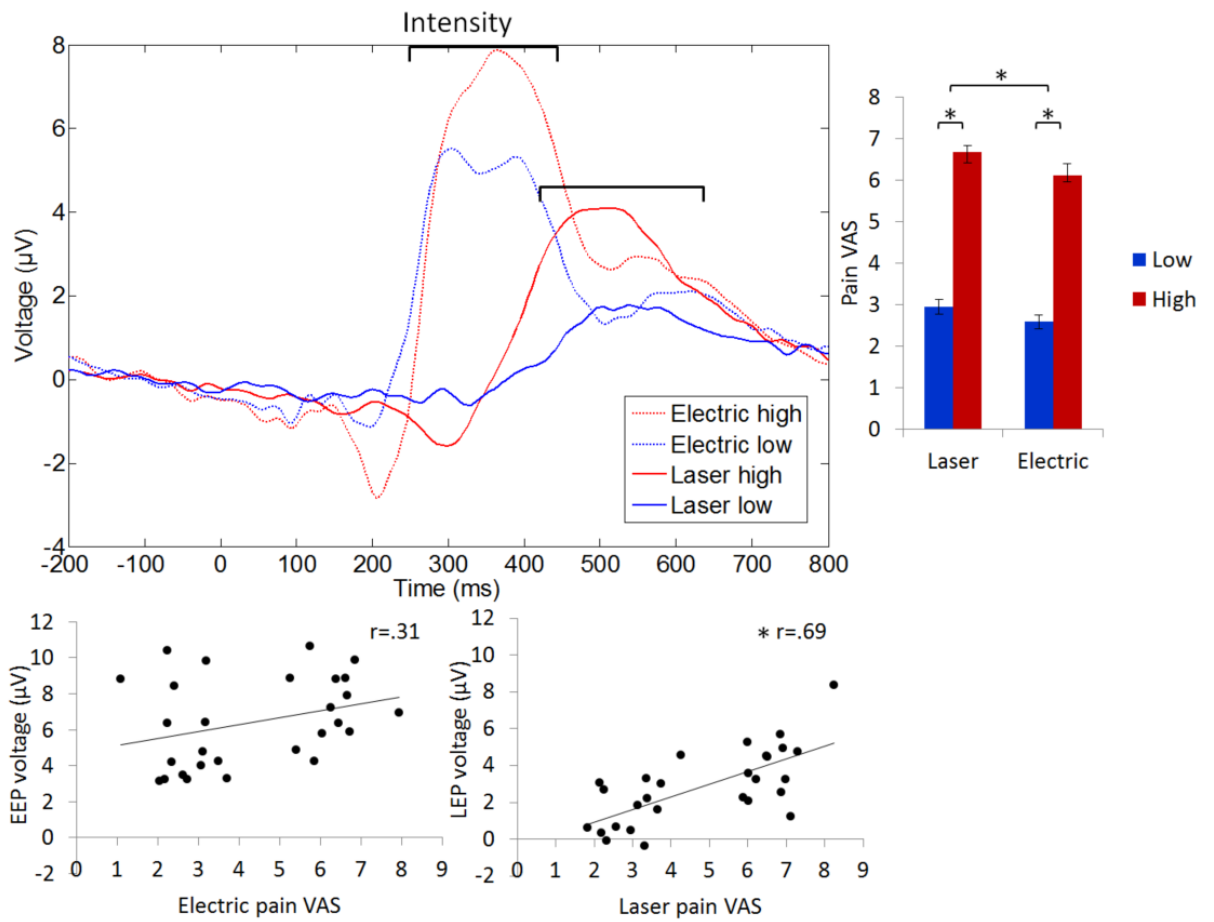 Intensity
8
6
4
2
0
-2
-4
Voltage (µV)
-200 -100 0 100 200 300 400 500 600 700 800
Time (ms)
Electric high
Electric low
Laser high
Laser low
*
* *
8
7
6
5
4
3
2
1
0
Pain VAS
Laser Electric
Low
High
12
10
8
6
4
2
0
-2
EEP voltage (µV)
r=.31
0 1 2 3 4 5 6 7 8 9
Electric pain VAS
12
10
8
6
4
2
0
-2
LEP voltage (µV)
* r=.69
0 1 2 3 4 5 6 7 8 9
Laser pain VAS